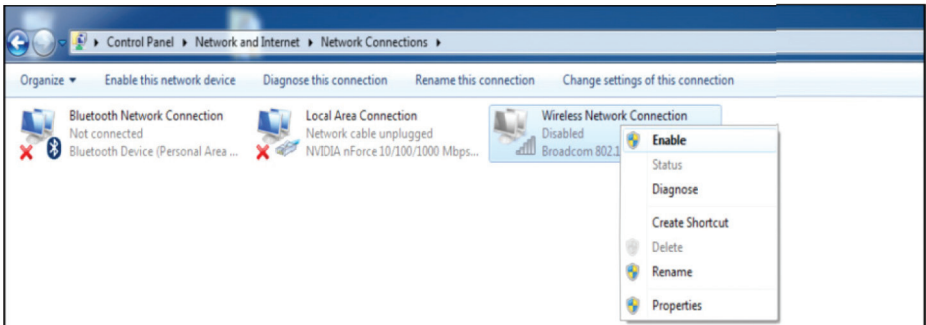 Control Panel ▸ Network and Internet ▸ Network Connections ▸
Organize ▾ Enable this network device Diagnose this connection Rename this connection Change settings of this connection
Bluetooth Network Connection
Not connected
Bluetooth Device (Personal Area ...
Local Area Connection
Network cable unplugged
NVIDIA nForce 10/100/1000 Mbps...
Wireless Network Connection
Disabled
Broadcom 802.1
Enable
Status
Diagnose
Create Shortcut
Delete
Rename
Properties